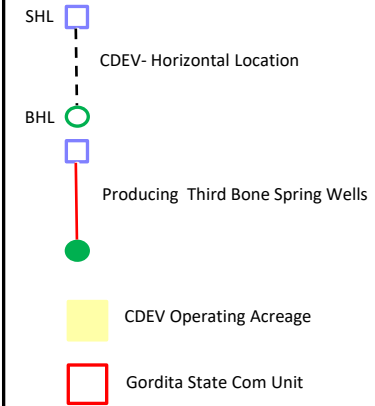 SHL
CDEV- Horizontal Location
BHL
Producing Third Bone Spring Wells
CDEV Operating Acreage
Gordita State Com Unit